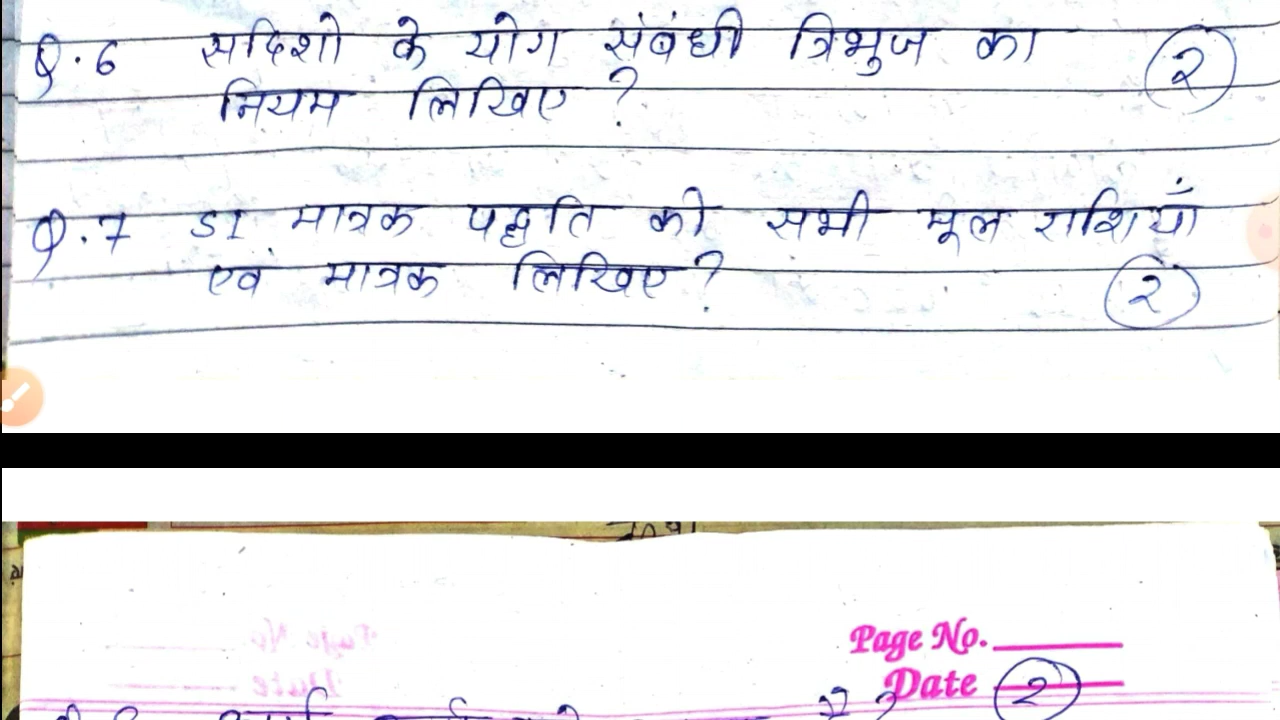 Q.6 सदिशो के योग संबंधी त्रिभुज का (2)
नियम लिखिए ?
Q.7 SI मात्रक पद्धति की सभी मूल राशियाँ
एवं मात्रक लिखिए ? (2)
Page No.
Date (2)